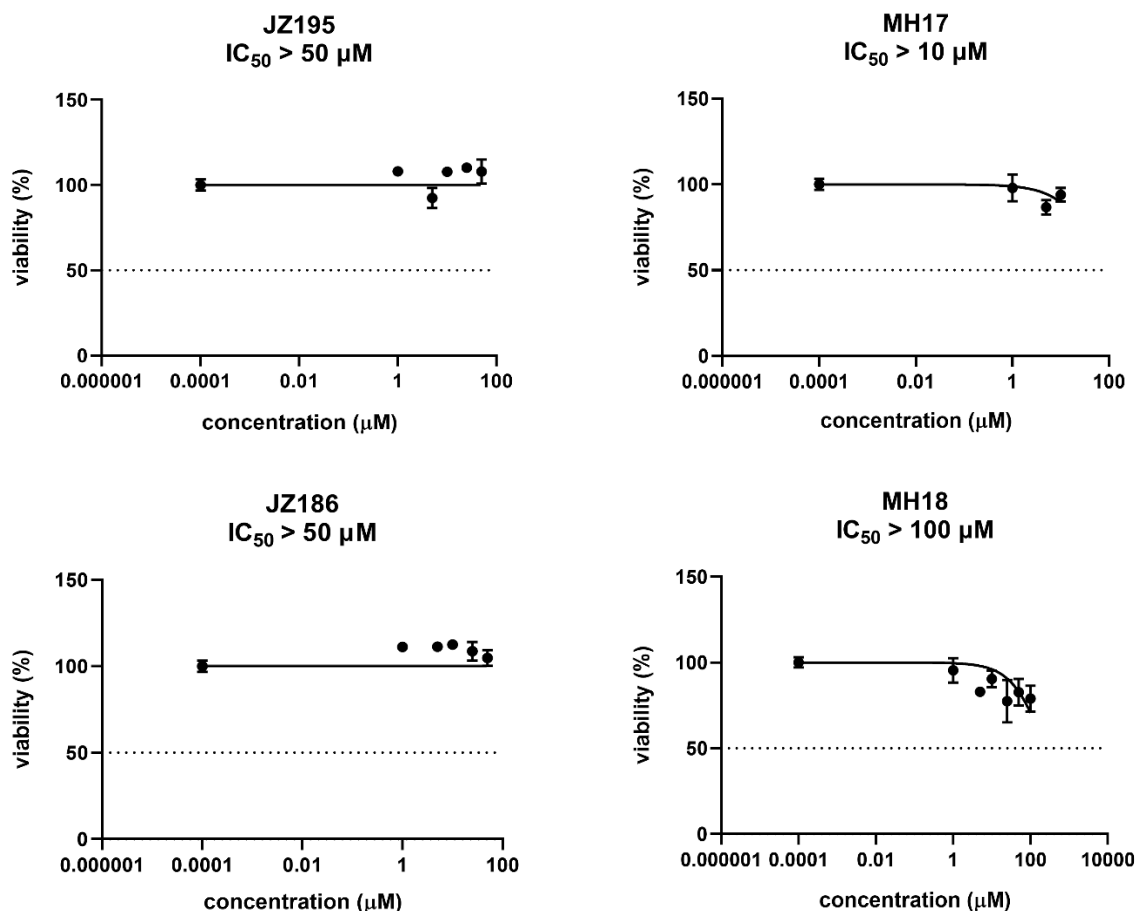 JZ195
IC50 > 50 µM
150
100
50
0
viability (%)
0.000001 0.0001 0.01 1 100
concentration (μM)
MH17
IC50 > 10 µM
150
100
50
0
viability (%)
0.000001 0.0001 0.01 1 100
concentration (μM)
JZ186
IC50 > 50 µM
150
100
50
0
viability (%)
0.000001 0.0001 0.01 1 100
concentration (μM)
MH18
IC50 > 100 µM
150
100
50
0
viability (%)
0.000001 0.0001 0.01 1 100 10000
concentration (μM)